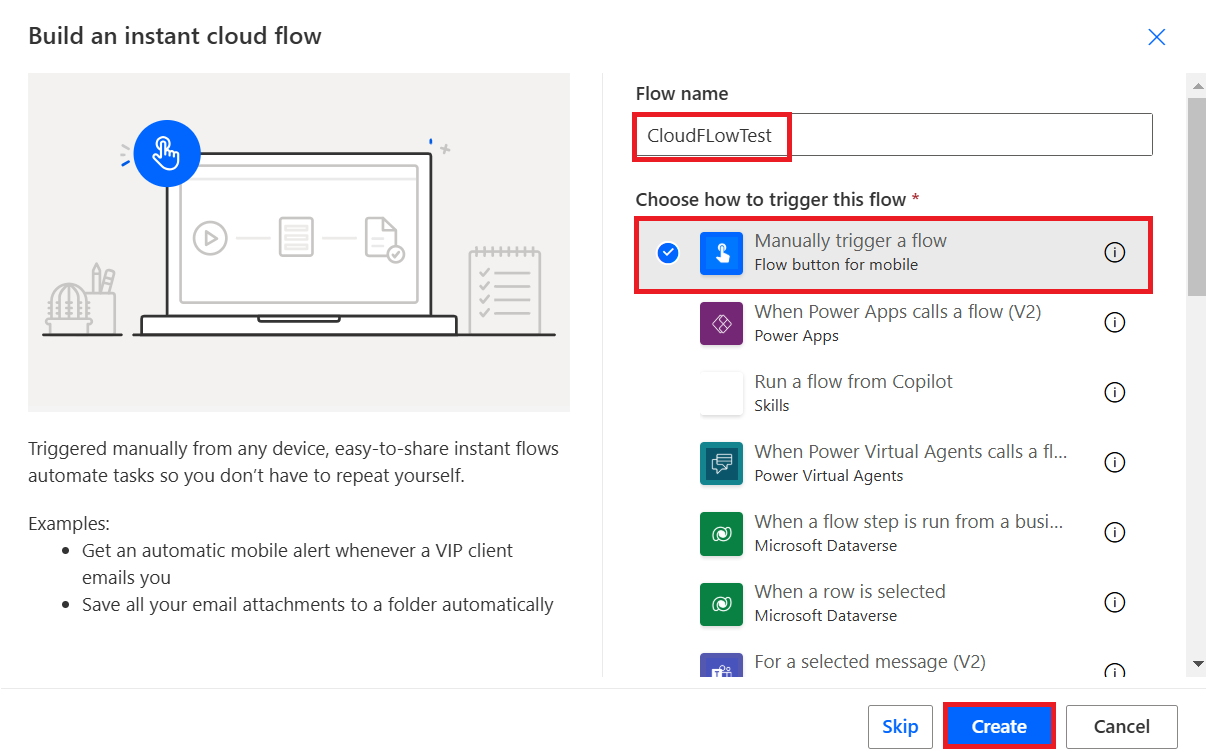 Build an instant cloud flow
Triggered manually from any device, easy-to-share instant flows
automate tasks so you don’t have to repeat yourself.
Examples:
Get an automatic mobile alert whenever a VIP client
emails you
Save all your email attachments to a folder automatically
Flow name
CloudFLowTest
Choose how to trigger this flow *
Manually trigger a flow
Flow button for mobile
When Power Apps calls a flow (V2)
Power Apps
Run a flow from Copilot
Skills
When Power Virtual Agents calls a fl...
Power Virtual Agents
When a flow step is run from a busi...
Microsoft Dataverse
When a row is selected
Microsoft Dataverse
For a selected message (V2)
Skip
Create
Cancel